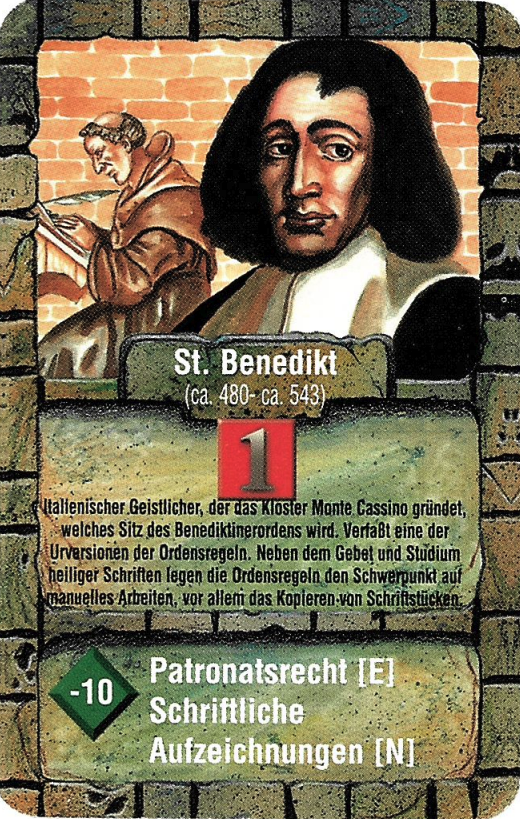 St. Benedikt
(ca. 480- ca. 543)
1
Italienischer Geistlicher, der das Kloster Monte Cassino gründet,
welches Sitz des Benediktinerordens wird. Verfaßt eine der
Urversionen der Ordensregeln. Neben dem Gebet und Studium
heiliger Schriften legen die Ordensregeln den Schwerpunkt auf
manuelles Arbeiten, vor allem das Kopieren von Schriftstücken.
-10
Patronatsrecht [E]
Schriftliche
Aufzeichnungen [N]